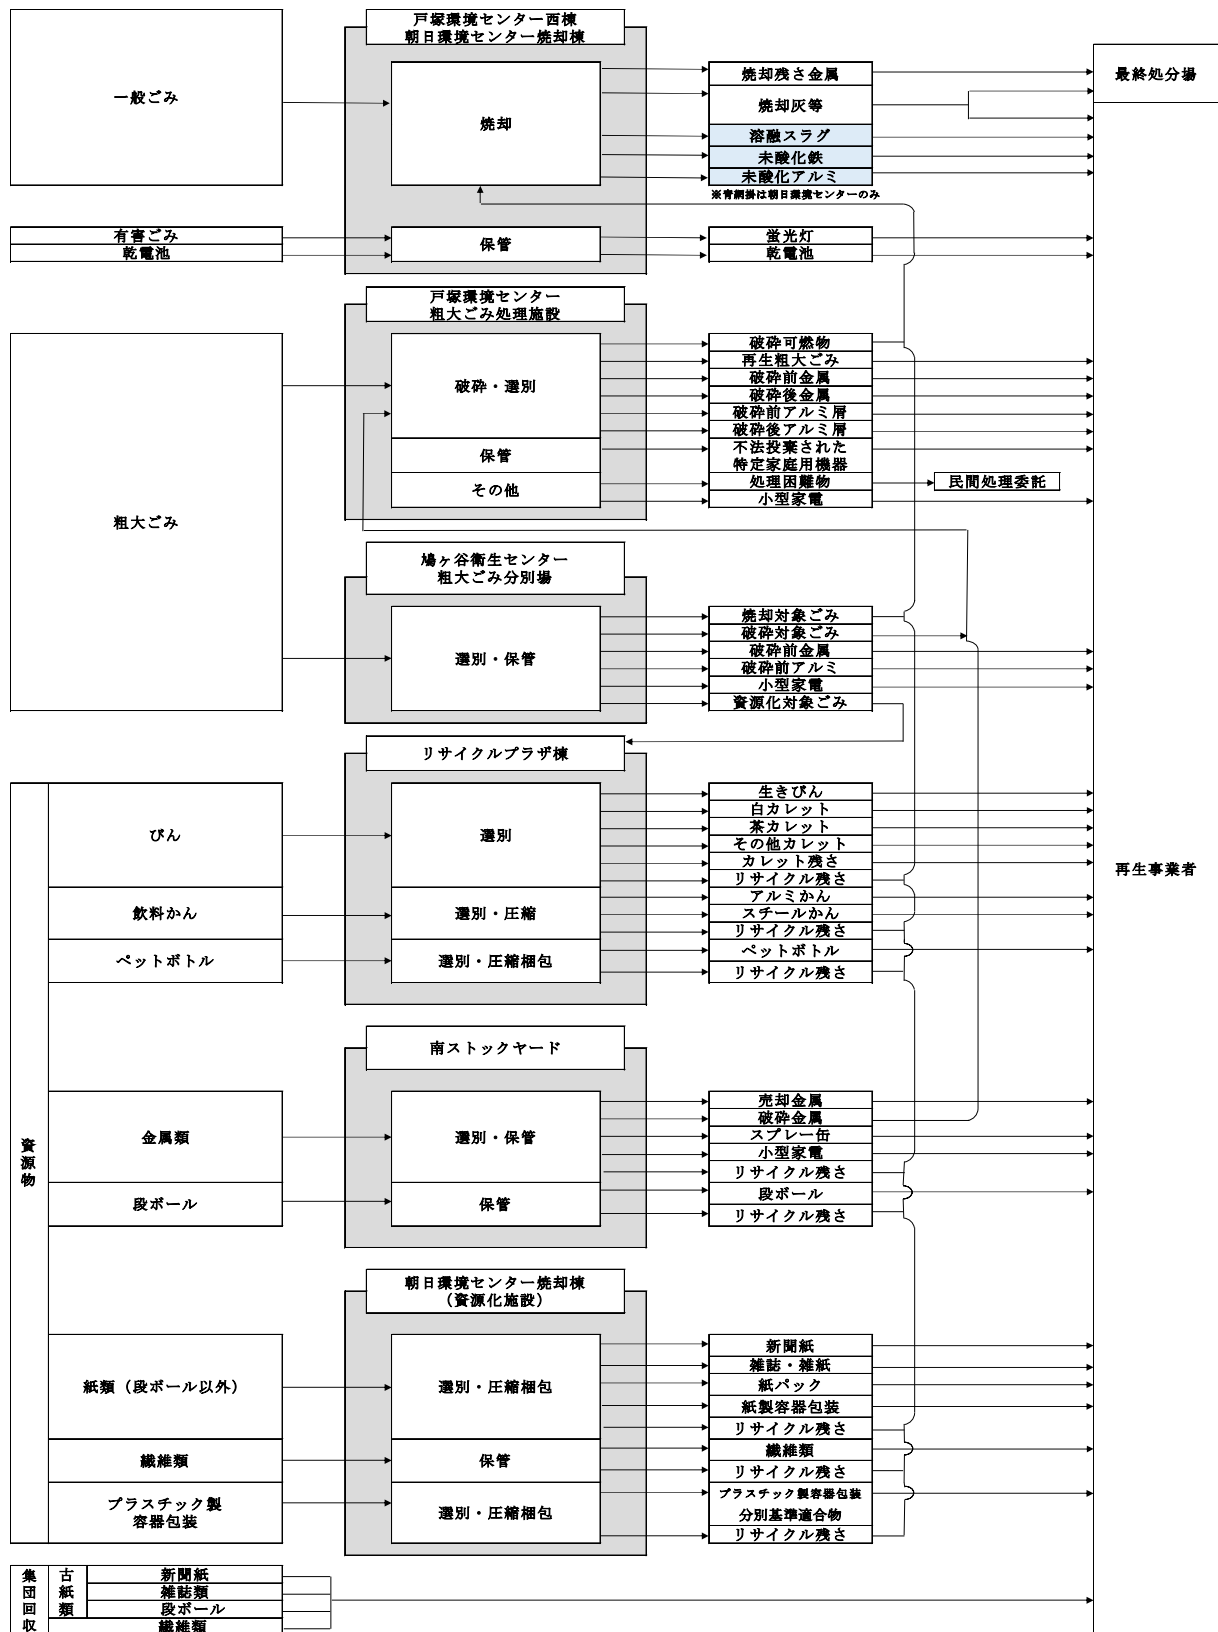 戸塚環境センター西棟
朝日環境センター焼却棟
一般ごみ
焼却
焼却残さ金属
焼却灰等
溶融スラグ
未酸化鉄
未酸化アルミ
※青網掛は朝日環境センターのみ
最終処分場
有害ごみ
乾電池
保管
蛍光灯
乾電池
戸塚環境センター
粗大ごみ処理施設
粗大ごみ
破砕・選別
保管
その他
破砕可燃物
再生粗大ごみ
破砕前金属
破砕後金属
破砕前アルミ屑
破砕後アルミ屑
不法投棄された
特定家庭用機器
処理困難物
小型家電
民間処理委託
鳩ヶ谷衛生センター
粗大ごみ分別場
選別・保管
焼却対象ごみ
破砕対象ごみ
破砕前金属
破砕前アルミ
小型家電
資源化対象ごみ
リサイクルプラザ棟
資源物
びん
選別
生きびん
白カレット
茶カレット
その他カレット
カレット残さ
リサイクル残さ
再生事業者
飲料かん
選別・圧縮
アルミかん
スチールかん
リサイクル残さ
ペットボトル
選別・圧縮梱包
ペットボトル
リサイクル残さ
南ストックヤード
金属類
選別・保管
売却金属
破砕金属
スプレー缶
小型家電
リサイクル残さ
段ボール
保管
段ボール
リサイクル残さ
朝日環境センター焼却棟
（資源化施設）
紙類（段ボール以外）
選別・圧縮梱包
新聞紙
雑誌・雑紙
紙パック
紙製容器包装
リサイクル残さ
繊維類
保管
繊維類
リサイクル残さ
プラスチック製
容器包装
選別・圧縮梱包
プラスチック製容器包装
分別基準適合物
リサイクル残さ
集団回収
古紙類
新聞紙
雑誌類
段ボール
繊維類